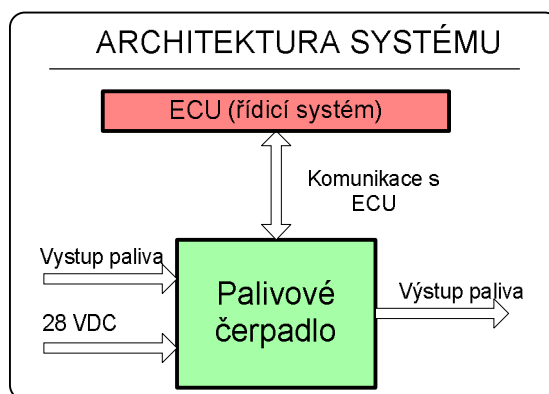 ARCHITEKTURA SYSTÉMU
ECU (řídicí systém)
Komunikace s
ECU
Vystup paliva
28 VDC
Palivové
čerpadlo
Výstup paliva